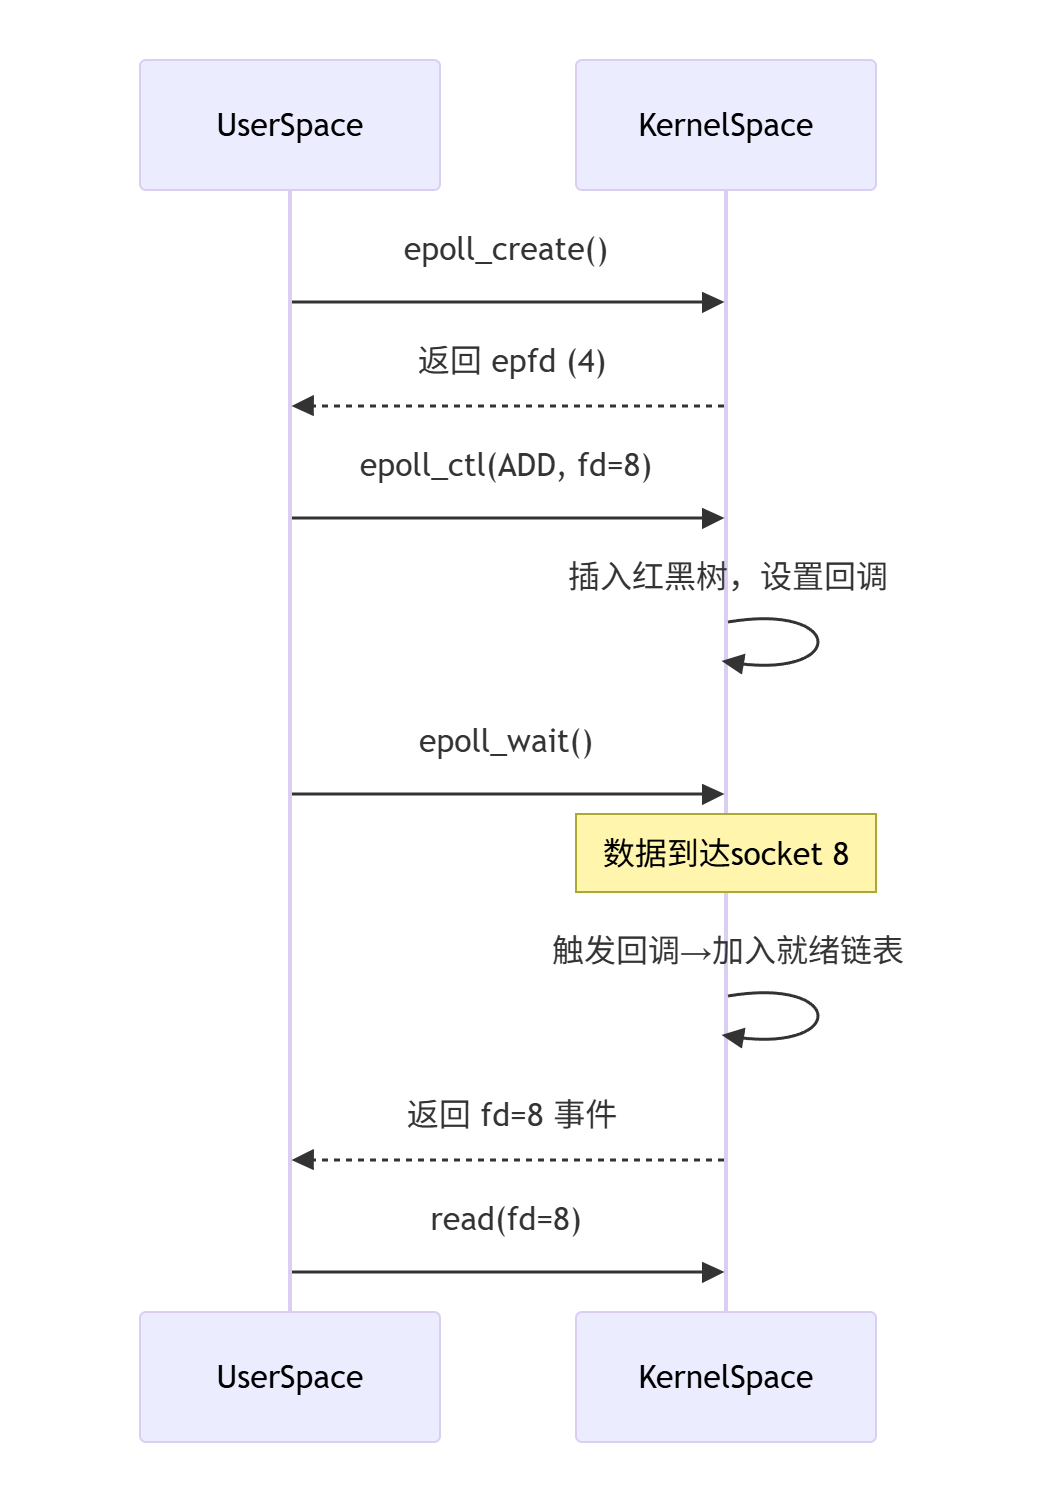 UserSpace
KernelSpace
epoll_create()
返回 epfd (4)
epoll_ctl(ADD, fd=8)
插入红黑树，设置回调
epoll_wait()
数据到达socket 8
触发回调→加入就绪链表
返回 fd=8 事件
read(fd=8)
UserSpace
KernelSpace